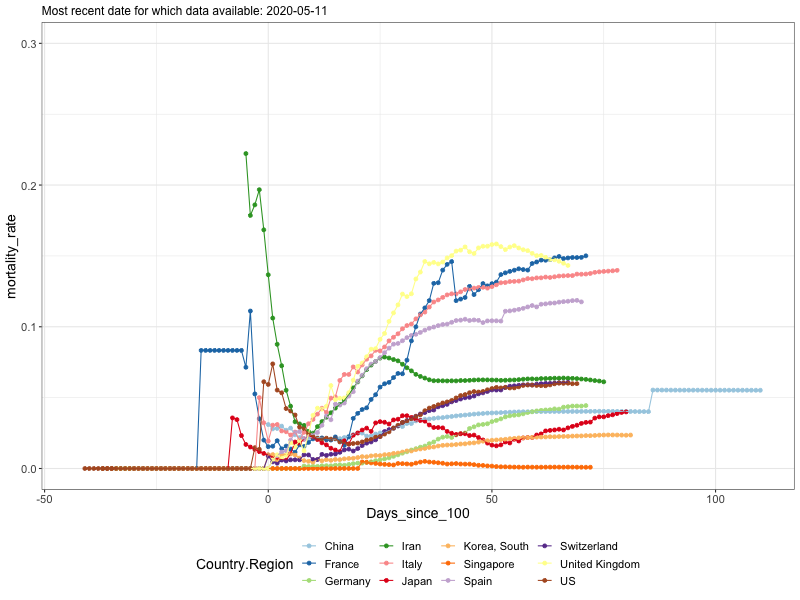 Most recent date for which data available: 2020-05-11
mortality_rate
0.3
0.2
0.1
0.0
-50 0 50 100
Days_since_100
Country.Region
China Iran Korea, South Switzerland
France Italy Singapore United Kingdom
Germany Japan Spain US